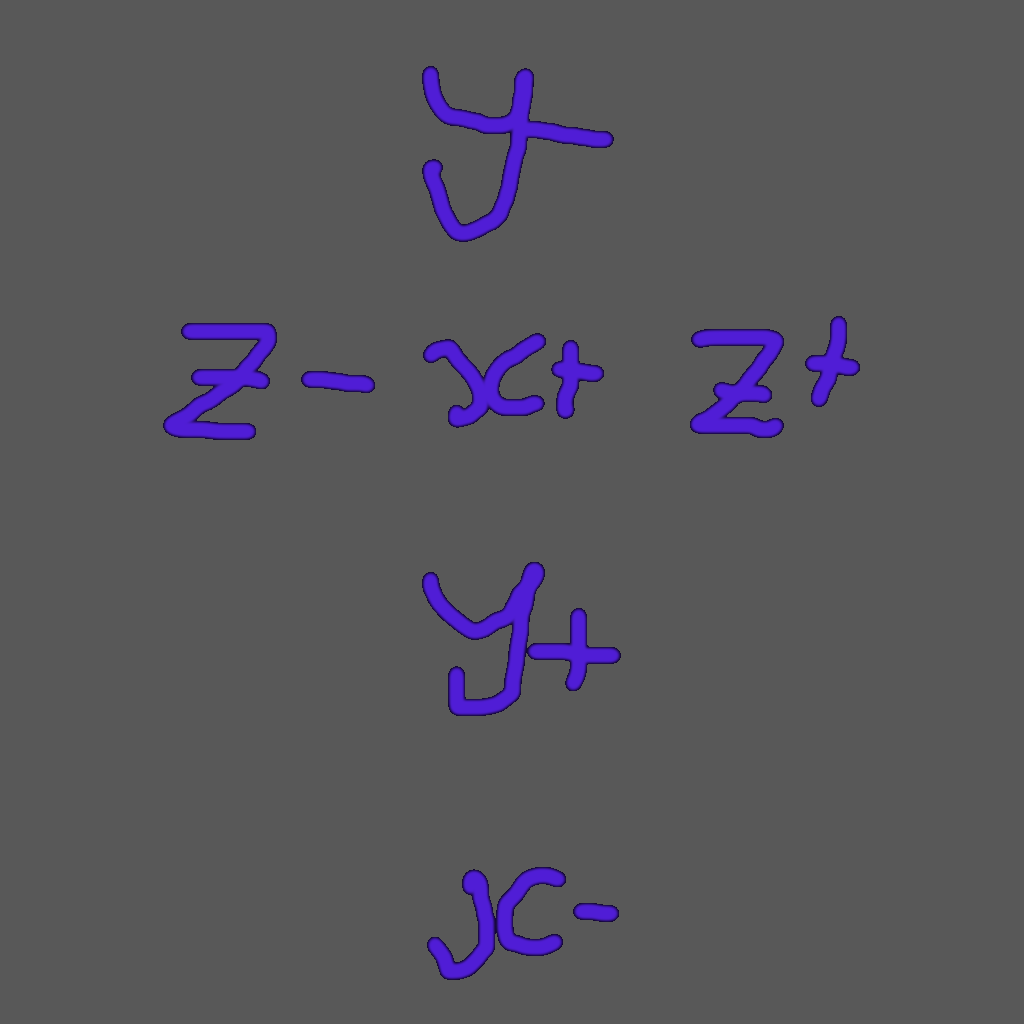 y-
z- x+ z+
y+
x-